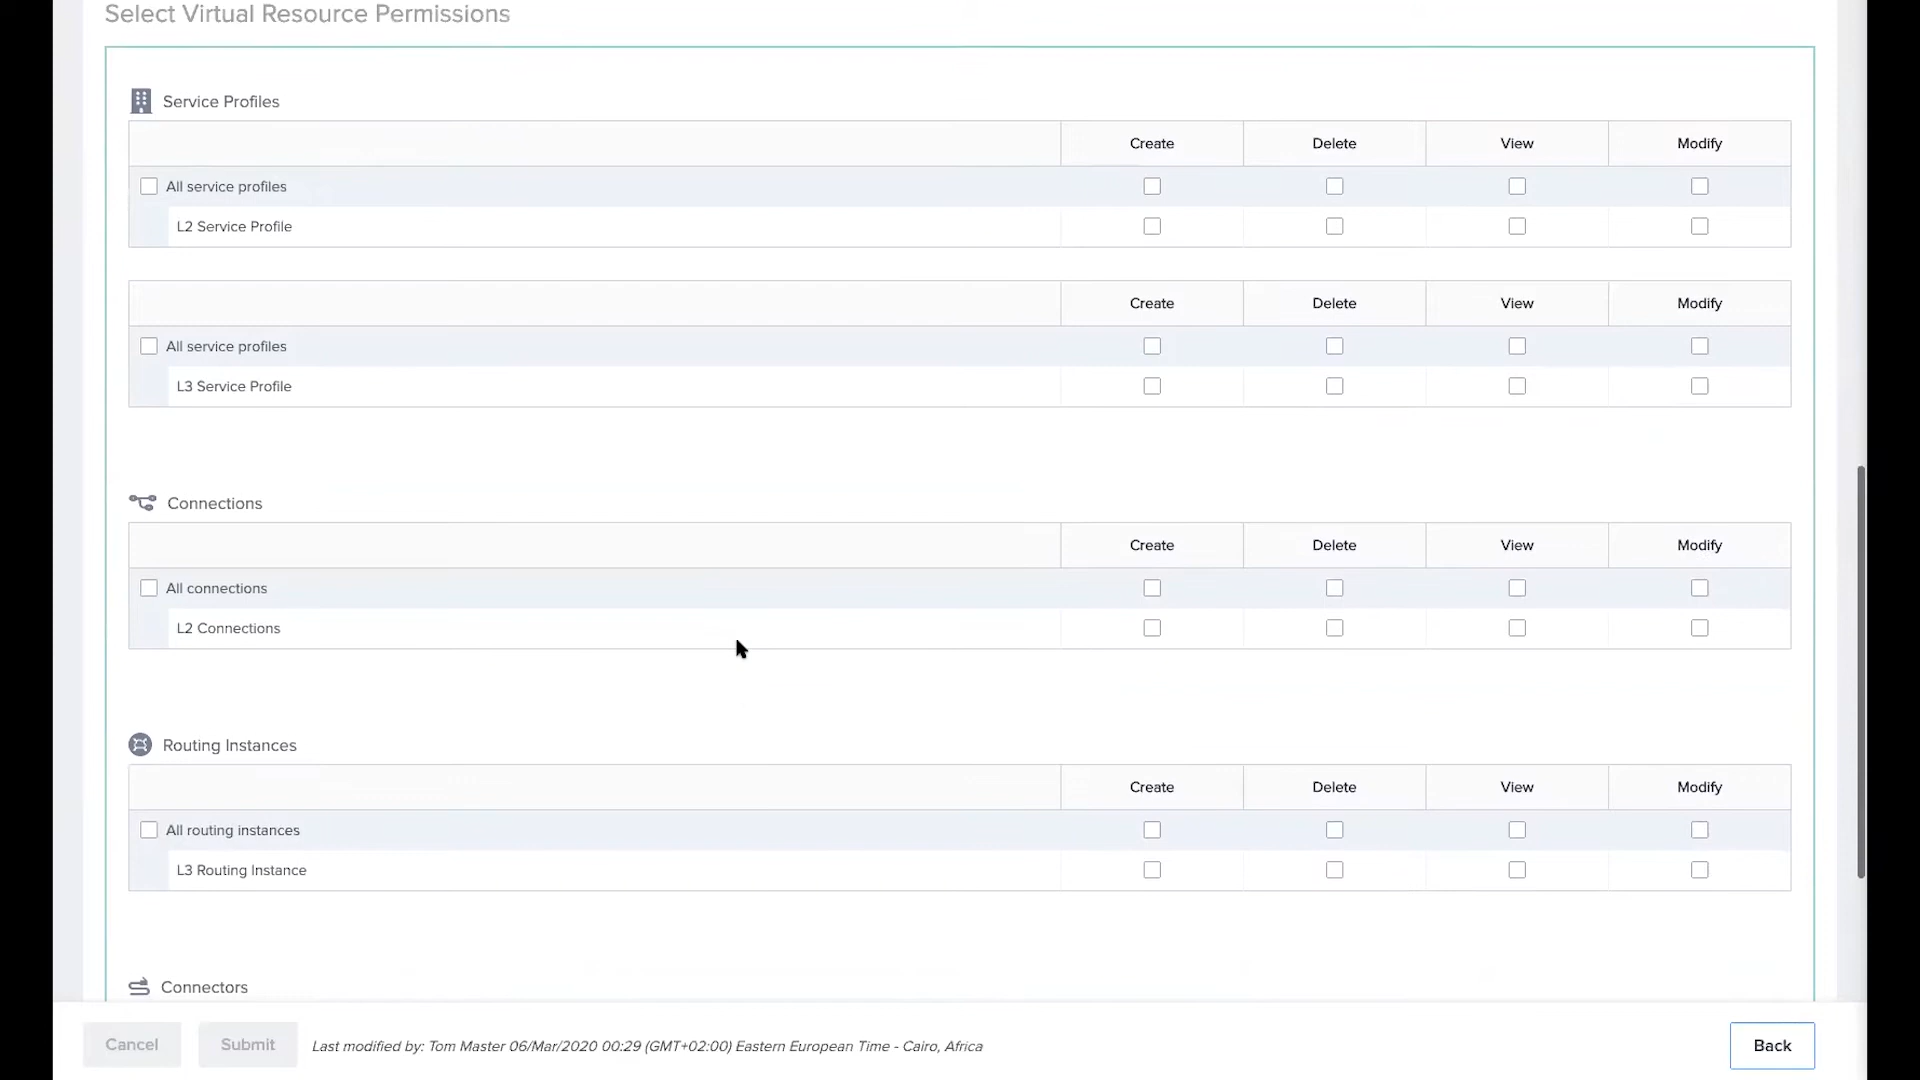 Select Virtual Resource Permissions
Service Profiles
Create Delete View Modify
All service profiles
L2 Service Profile
Create Delete View Modify
All service profiles
L3 Service Profile
Connections
Create Delete View Modify
All connections
L2 Connections
Routing Instances
Create Delete View Modify
All routing instances
L3 Routing Instance
Connectors
Cancel Submit Last modified by: Tom Master 06/Mar/2020 00:29 (GMT+02:00) Eastern European Time - Cairo, Africa Back